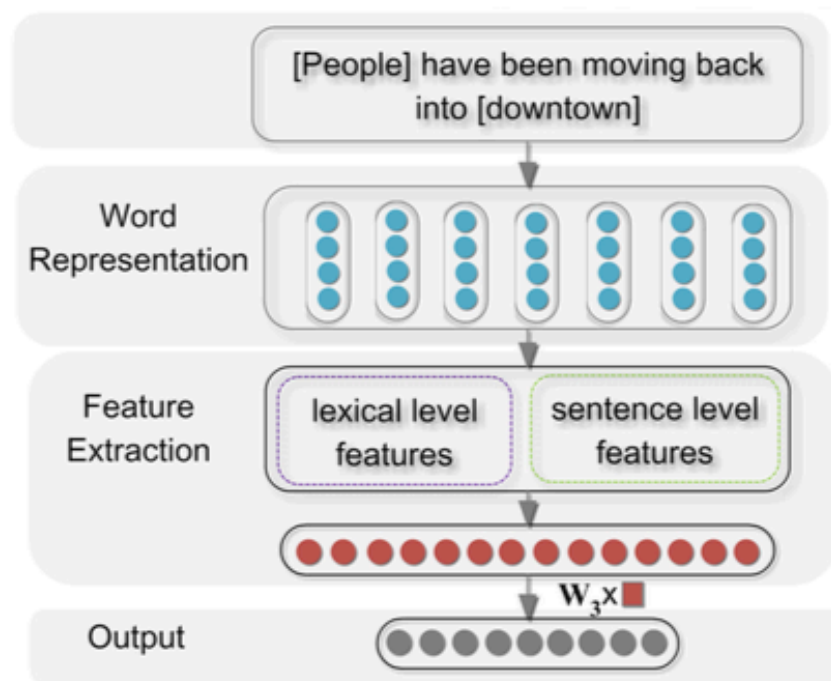 [People] have been moving back
into [downtown]
Word
Representation
Feature
Extraction
lexical level
features
sentence level
features
W₃x
Output